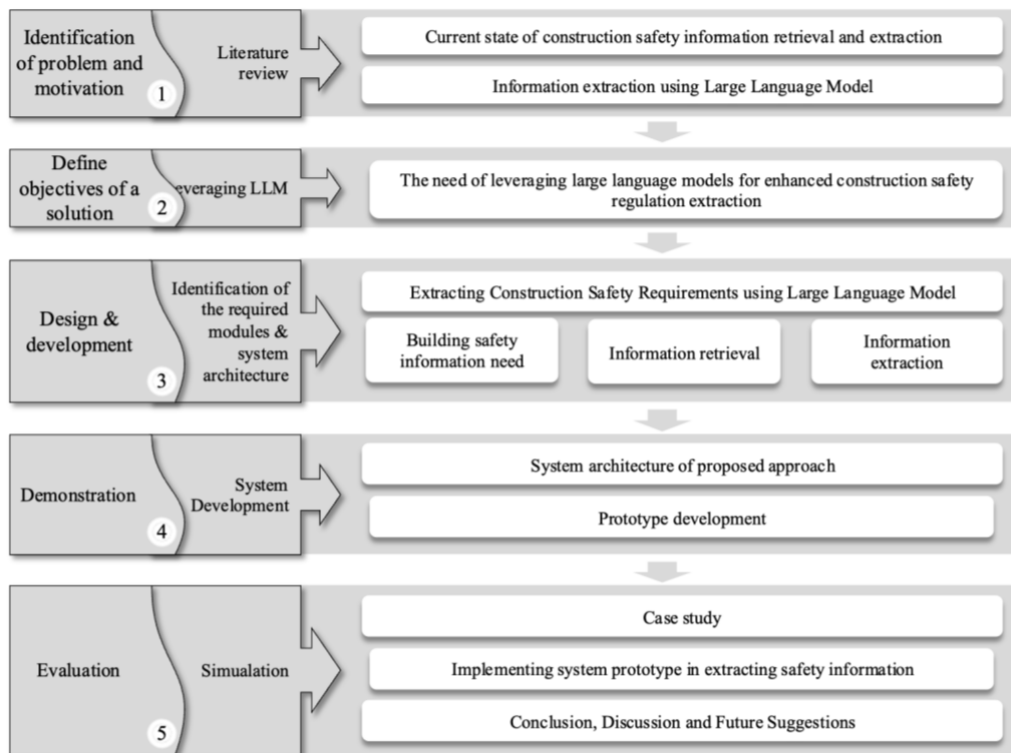 Identification
of problem and
motivation
1
Literature
review
Current state of construction safety information retrieval and extraction
Information extraction using Large Language Model
Define
objectives of a
solution
2
everaging LLM
The need of leveraging large language models for enhanced construction safety
regulation extraction
Design &
development
3
Identification of
the required
modules &
system
architecture
Extracting Construction Safety Requirements using Large Language Model
Building safety
information need
Information retrieval
Information
extraction
Demonstration
4
System
Development
System architecture of proposed approach
Prototype development
Evaluation
5
Simualation
Case study
Implementing system prototype in extracting safety information
Conclusion, Discussion and Future Suggestions